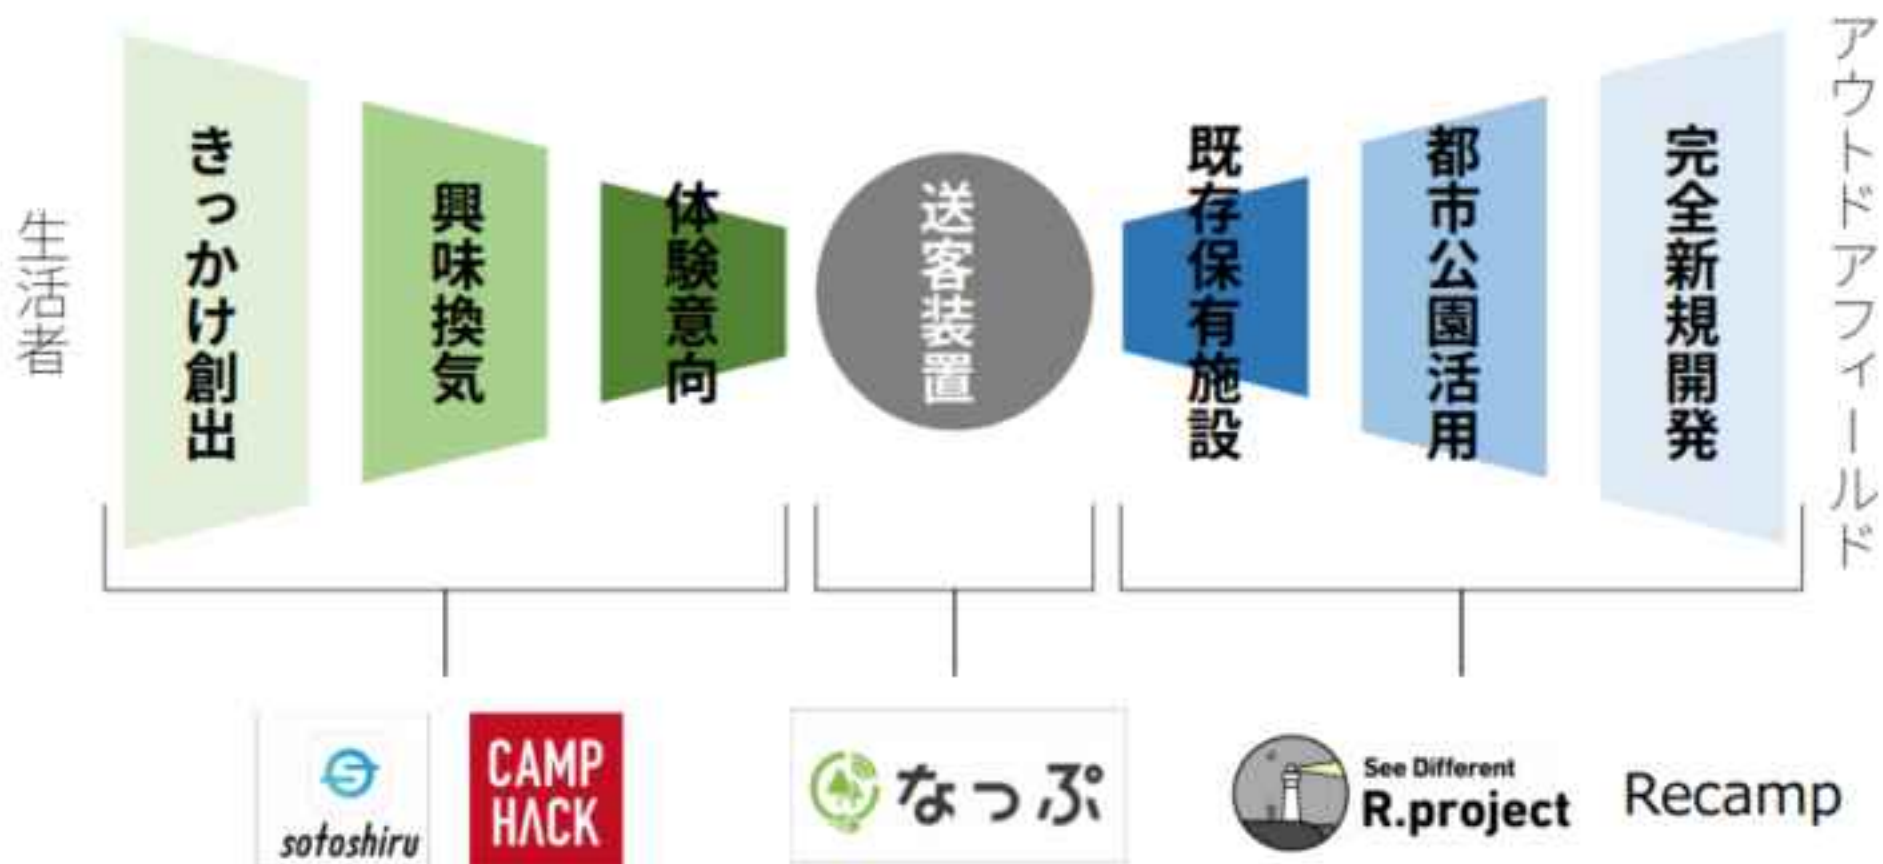 生活者
きっかけ創出
興味換気
体験意向
送客装置
既存保有施設
都市公園活用
完全新規開発
アウトドアフィールド
sotoshiru
CAMP
HACK
なっぷ
See Different
R.project
Recamp